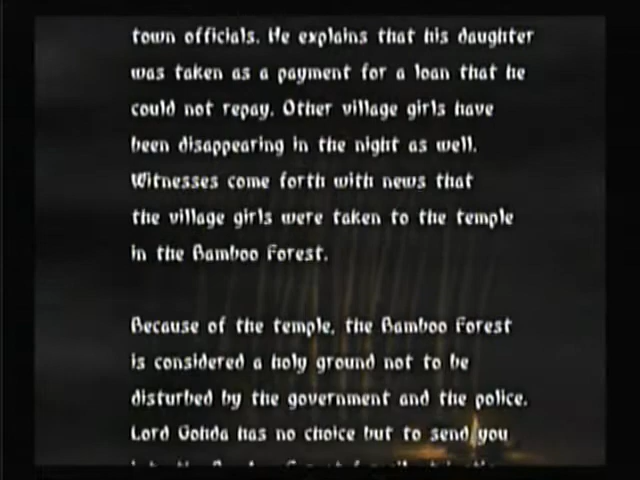 town officials. He explains that his daughter
was taken as a payment for a loan that he
could not repay. Other village girls have
been disappearing in the night as well.
Witnesses come forth with news that
the village girls were taken to the temple
in the Bamboo Forest.
Because of the temple, the Bamboo Forest
is considered a holy ground not to be
disturbed by the government and the police.
Lord Gohda has no choice but to send you